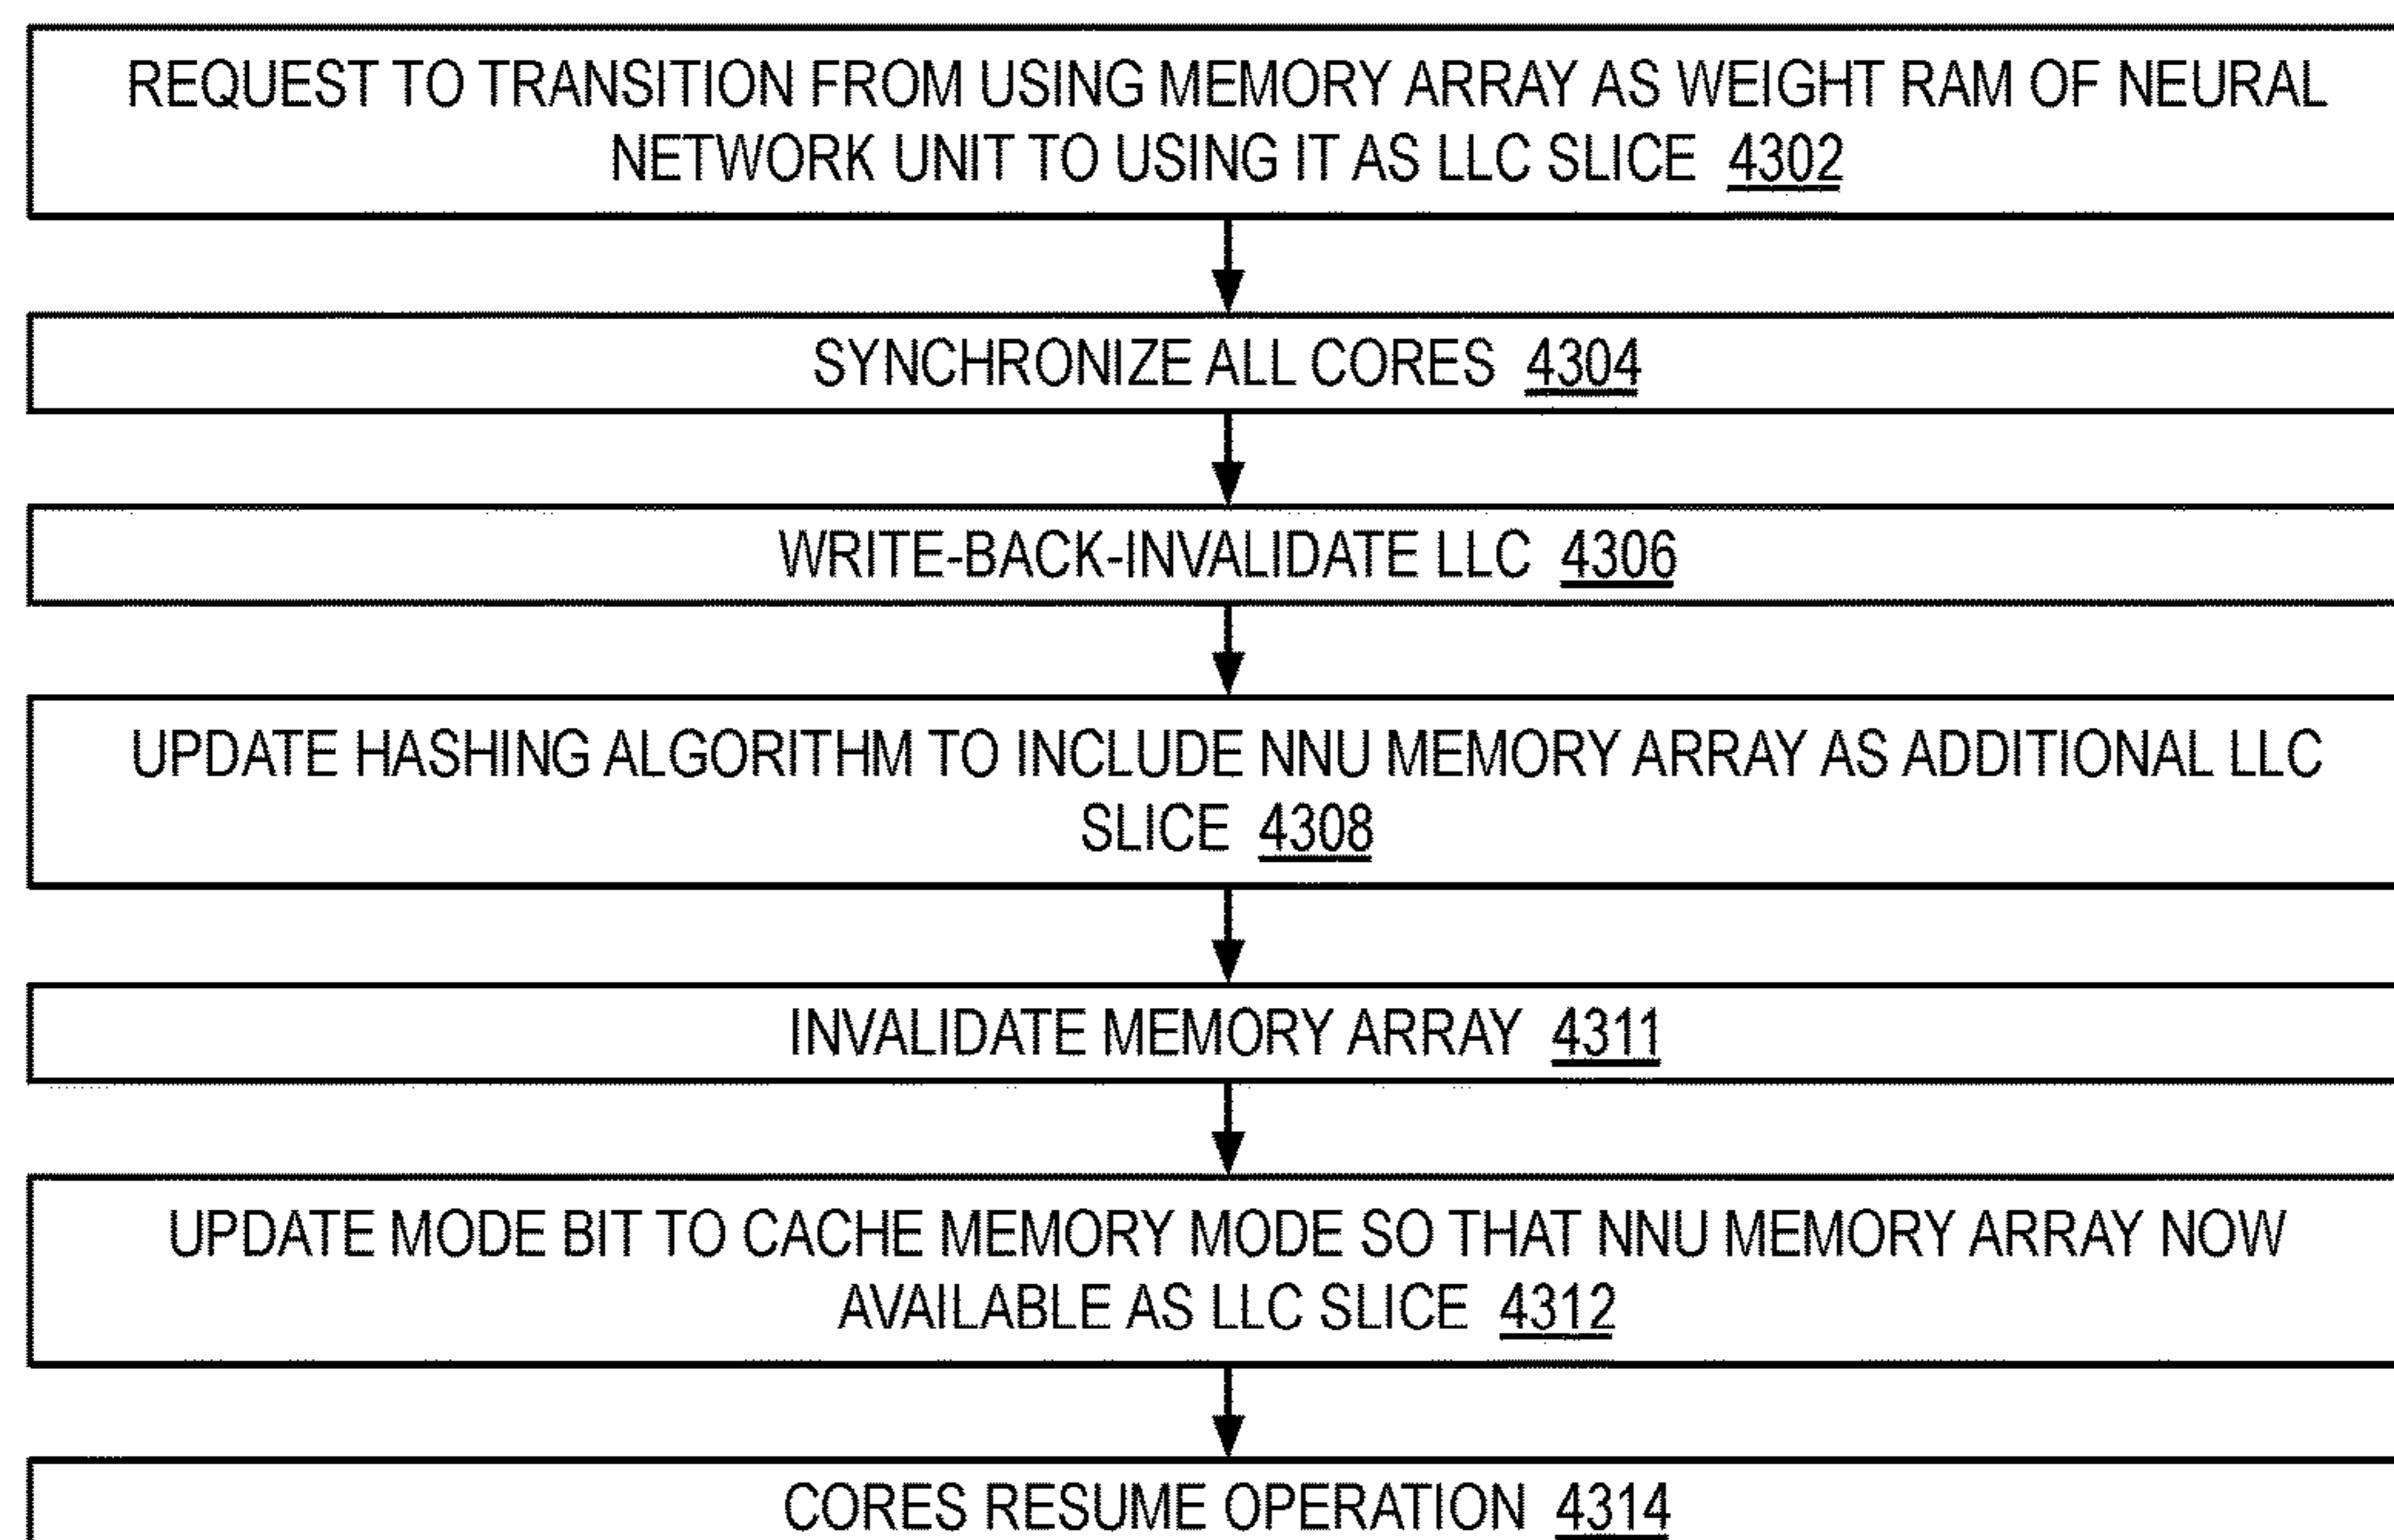 REQUEST TO TRANSITION FROM USING MEMORY ARRAY AS WEIGHT RAM OF NEURAL
NETWORK UNIT TO USING IT AS LLC SLICE 4302
SYNCHRONIZE ALL CORES 4304
WRITE-BACK-INVALIDATE LLC 4306
UPDATE HASHING ALGORITHM TO INCLUDE NNU MEMORY ARRAY AS ADDITIONAL LLC
SLICE 4308
INVALIDATE MEMORY ARRAY 4311
UPDATE MODE BIT TO CACHE MEMORY MODE SO THAT NNU MEMORY ARRAY NOW
AVAILABLE AS LLC SLICE 4312
CORES RESUME OPERATION 4314